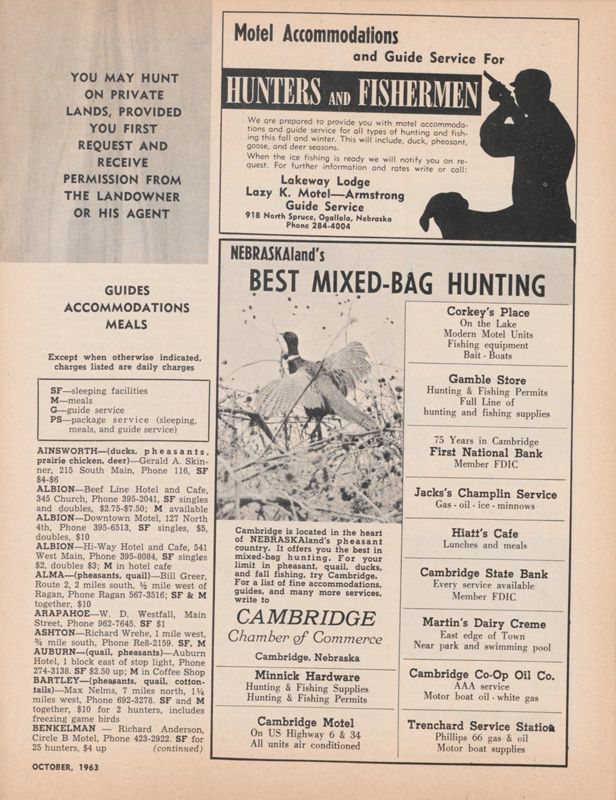 YOU MAY HUNT
ON PRIVATE
LANDS, PROVIDED
YOU FIRST
REQUEST AND
RECEIVE
PERMISSION FROM
THE LANDOWNER
OR HIS AGENT
GUIDES
ACCOMMODATIONS
MEALS
Except when otherwise indicated,
charges listed are daily charges
SF—sleeping facilities
M—meals
G—guide service
PS—package service (sleeping,
meals, and guide service)
AINSWORTH—(ducks, pheasants,
prairie chicken, deer)—Gerald A. Skin-
ner, 215 South Main, Phone 116, SF
$4-$6
ALBION—Beef Line Hotel and Cafe,
345 Church, Phone 395-2041, SF singles
and doubles, $2.75-$7.50; M available
ALBION—Downtown Motel, 127 North
4th, Phone 395-6513, SF singles, $5,
doubles, $10
ALBION—Hi-Way Hotel and Cafe, 541
West Main, Phone 395-8084, SF singles
$2, doubles $3; M in hotel cafe
ALMA—(pheasants, quail)—Bill Greer,
Route 2, 2 miles south, ½ mile west of
Ragan, Phone Ragan 567-3516; SF & M
together, $10
ARAPAHOE—W. D. Westfall, Main
Street, Phone 962-7645. SF $1
ASHTON—Richard Wrehe, 1 mile west,
¾ mile south, Phone Re8-2159. SF, M
AUBURN—(quail, pheasants)—Auburn
Hotel, 1 block east of stop light, Phone
274-3138. SF $2.50 up; M in Coffee Shop
BARTLEY—(pheasants, quail, cotton-
tails)—Max Nelms, 7 miles north, 1¼
miles west, Phone 692-3278. SF and M
together, $10 for 2 hunters, includes
freezing game birds
BENKELMAN — Richard Anderson,
Circle B Motel, Phone 423-2922. SF for
25 hunters, $4 up (continued)
OCTOBER, 1963
Motel Accommodations
and Guide Service For
HUNTERS AND FISHERMEN
We are prepared to provide you with motel accommoda-
tions and guide service for all types of hunting and fish-
ing this fall and winter. This will include, duck, pheasant,
goose, and deer seasons.
When the ice fishing is ready we will notify you on re-
quest. For further information and rates write or call:
Lakeway Lodge
Lazy K. Motel—Armstrong
Guide Service
918 North Spruce, Ogallala, Nebraska
Phone 284-4004
NEBRASKAland's
BEST MIXED-BAG HUNTING
Cambridge is located in the heart
of NEBRASKAland's pheasant
country. It offers you the best in
mixed-bag hunting. For your
limit in pheasant, quail, ducks,
and fall fishing, try Cambridge.
For a list of fine accommodations,
guides, and many more services,
write to
CAMBRIDGE
Chamber of Commerce
Cambridge, Nebraska
Minnick Hardware
Hunting & Fishing Supplies
Hunting & Fishing Permits
Cambridge Motel
On US Highway 6 & 34
All units air conditioned
Corkey's Place
On the Lake
Modern Motel Units
Fishing equipment
Bait - Boats
Gamble Store
Hunting & Fishing Permits
Full Line of
hunting and fishing supplies
75 Years in Cambridge
First National Bank
Member FDIC
Jacks's Champlin Service
Gas - oil - ice - minnows
Hiatt's Cafe
Lunches and meals
Cambridge State Bank
Every service available
Member FDIC
Martin's Dairy Creme
East edge of Town
Near park and swimming pool
Cambridge Co-Op Oil Co.
AAA service
Motor boat oil - white gas
Trenchard Service Station
Phillips 66 gas & oil
Motor boat supplies